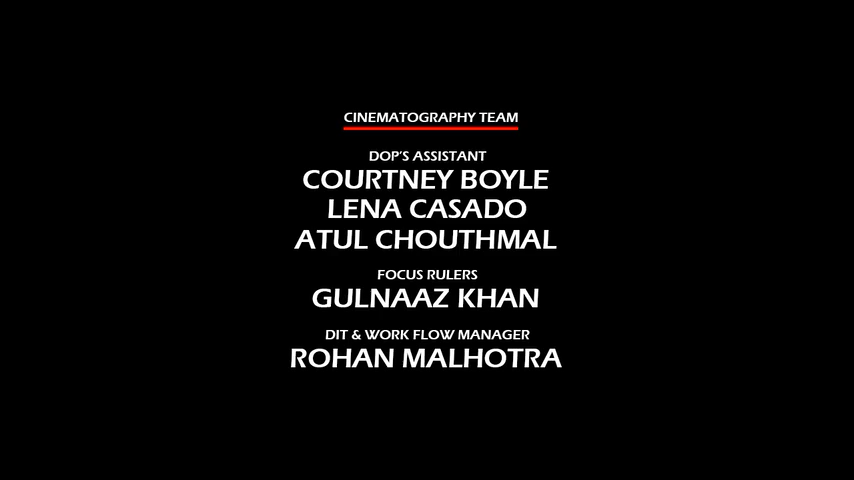 CINEMATOGRAPHY TEAM
DOP'S ASSISTANT
COURTNEY BOYLE
LENA CASADO
ATUL CHOUTHMAL
FOCUS RULERS
GULNAAZ KHAN
DIT & WORK FLOW MANAGER
ROHAN MALHOTRA